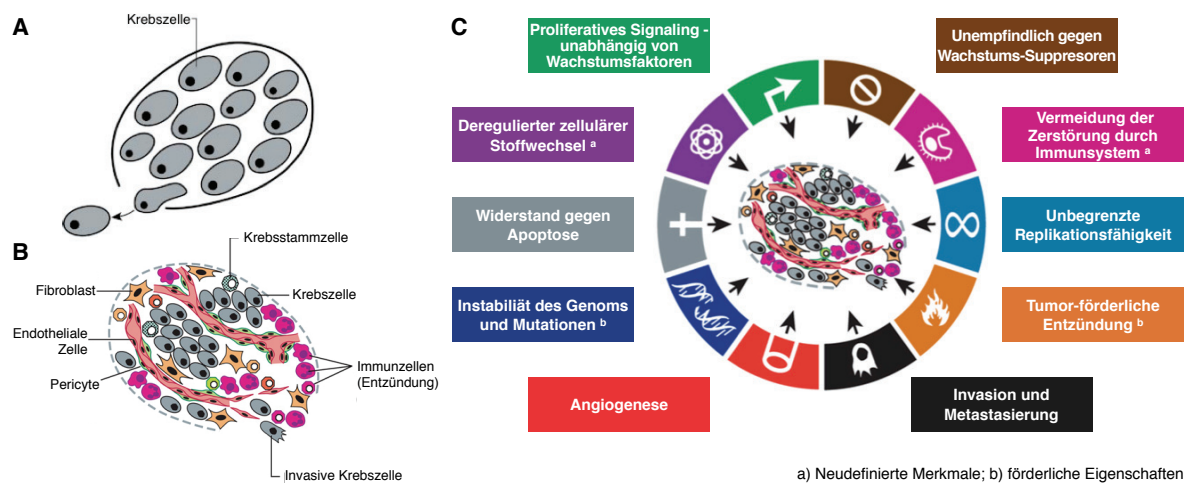 A
Krebszelle
B
Krebsstammzelle
Fibroblast
Krebszelle
Endotheliale
Zelle
Immunzellen
(Entzündung)
Pericyte
Invasive Krebszelle
C
Proliferatives Signaling -
unabhängig von
Wachstumsfaktoren
Unempfindlich gegen
Wachstums-Suppresoren
Deregulierter zellulärer
Stoffwechsel a
Vermeidung der
Zerstörung durch
Immunsystem a
Widerstand gegen
Apoptose
Unbegrenzte
Replikationsfähigkeit
Instabiliät des Genoms
und Mutationen b
Tumor-förderliche
Entzündung b
Angiogenese
Invasion und
Metastasierung
a) Neudefinierte Merkmale; b) förderliche Eigenschaften